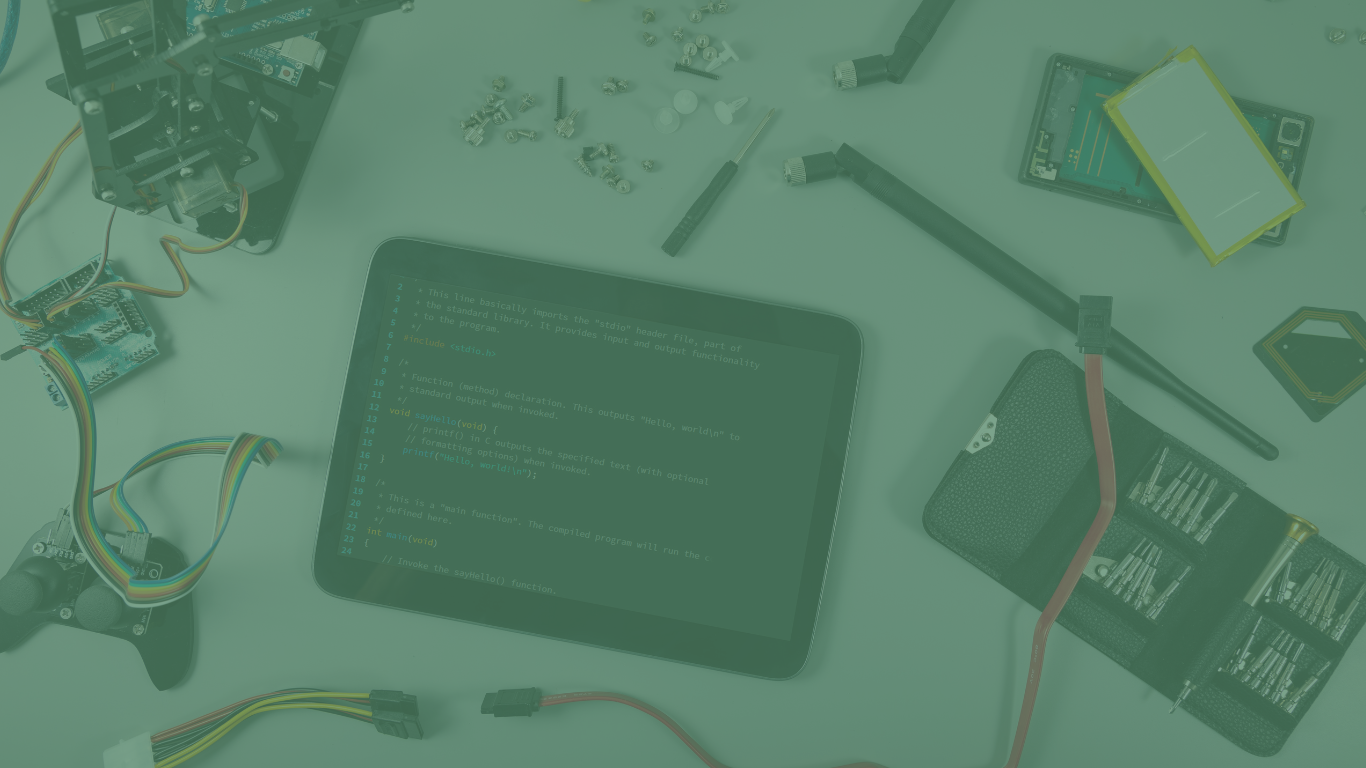 2
3 * This line basically imports the "stdio" header file, part of
4 * the standard library. It provides input and output functionality
5 * to the program.
6 */
7 #include <stdio.h>
8
9 /*
10 * Function (method) declaration. This outputs "Hello, world\n" to
11 * standard output when invoked.
12 */
13 void sayHello(void) {
14 // printf() in C outputs the specified text (with optional
15 // formatting options) when invoked.
16 printf("Hello, world!\n");
17 }
18
19 /*
20 * This is a "main function". The compiled program will run the c
21 * defined here.
22 */
23 int main(void)
24 {
// Invoke the sayHello() function.